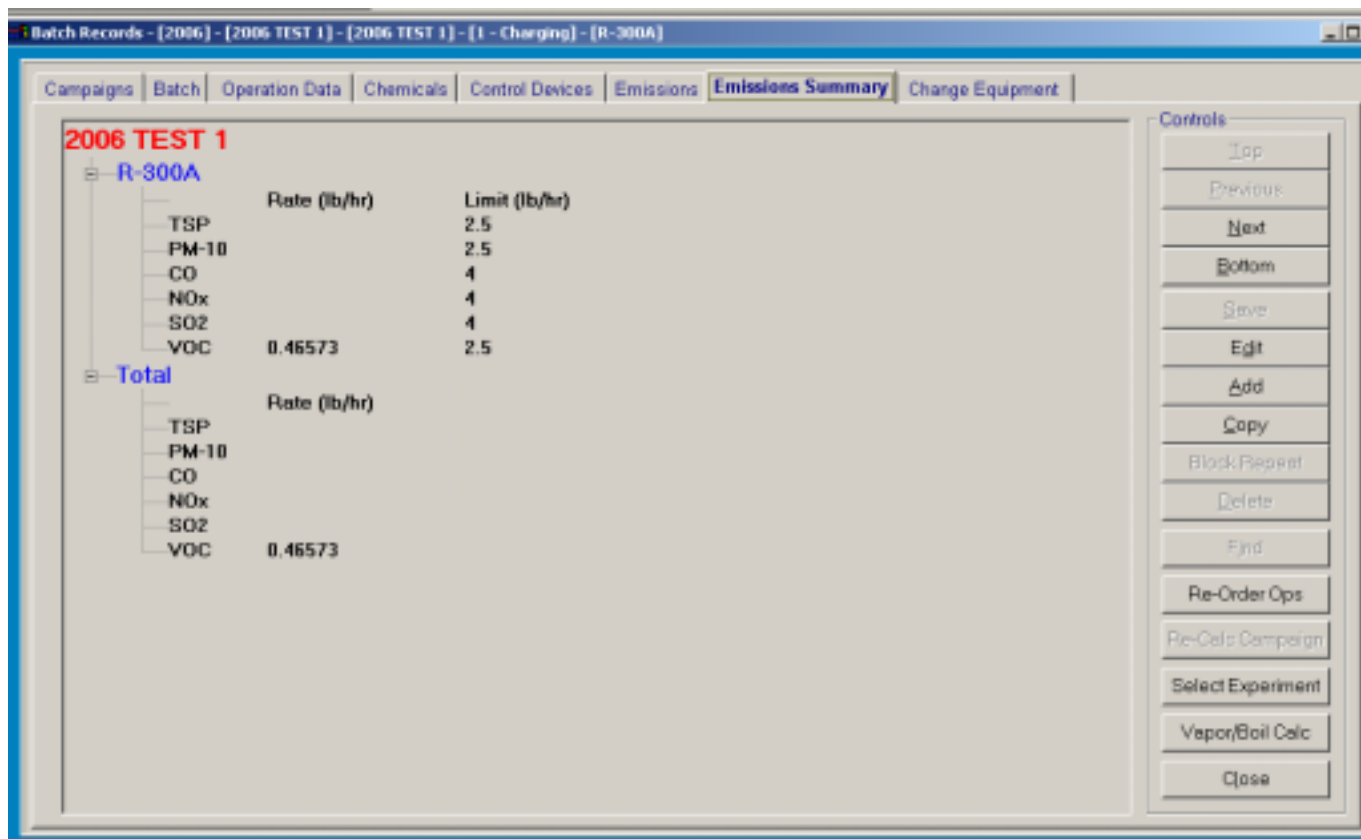 Batch Records - [2006] - [2006 TEST 1] - [2006 TEST 1] - [1 - Charging] - [R-300A]
Campaigns Batch Operation Data Chemicals Control Devices Emissions Emissions Summary Change Equipment
2006 TEST 1
R-300A
Rate (lb/hr) Limit (lb/hr)
TSP 2.5
PM-10 2.5
CO 4
NOx 4
SO2 4
VOC 0.46573 2.5
Total
Rate (lb/hr)
TSP
PM-10
CO
NOx
SO2
VOC 0.46573
Controls
Top
Previous
Next
Bottom
Save
Edit
Add
Copy
Block Repeat
Delete
Find
Re-Order Ops
Re-Calc Campaign
Select Experiment
Vapor/Boil Calc
Close